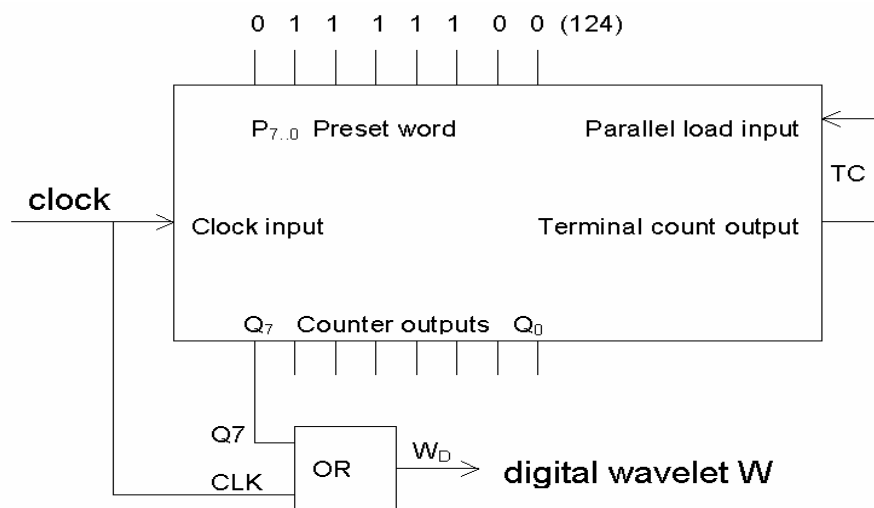 0 1 1 1 1 1 0 0 (124)
P7..0 Preset word
Parallel load input
TC
clock
Clock input
Terminal count output
Q7 Counter outputs Q0
Q7
WD
OR
digital wavelet W
CLK